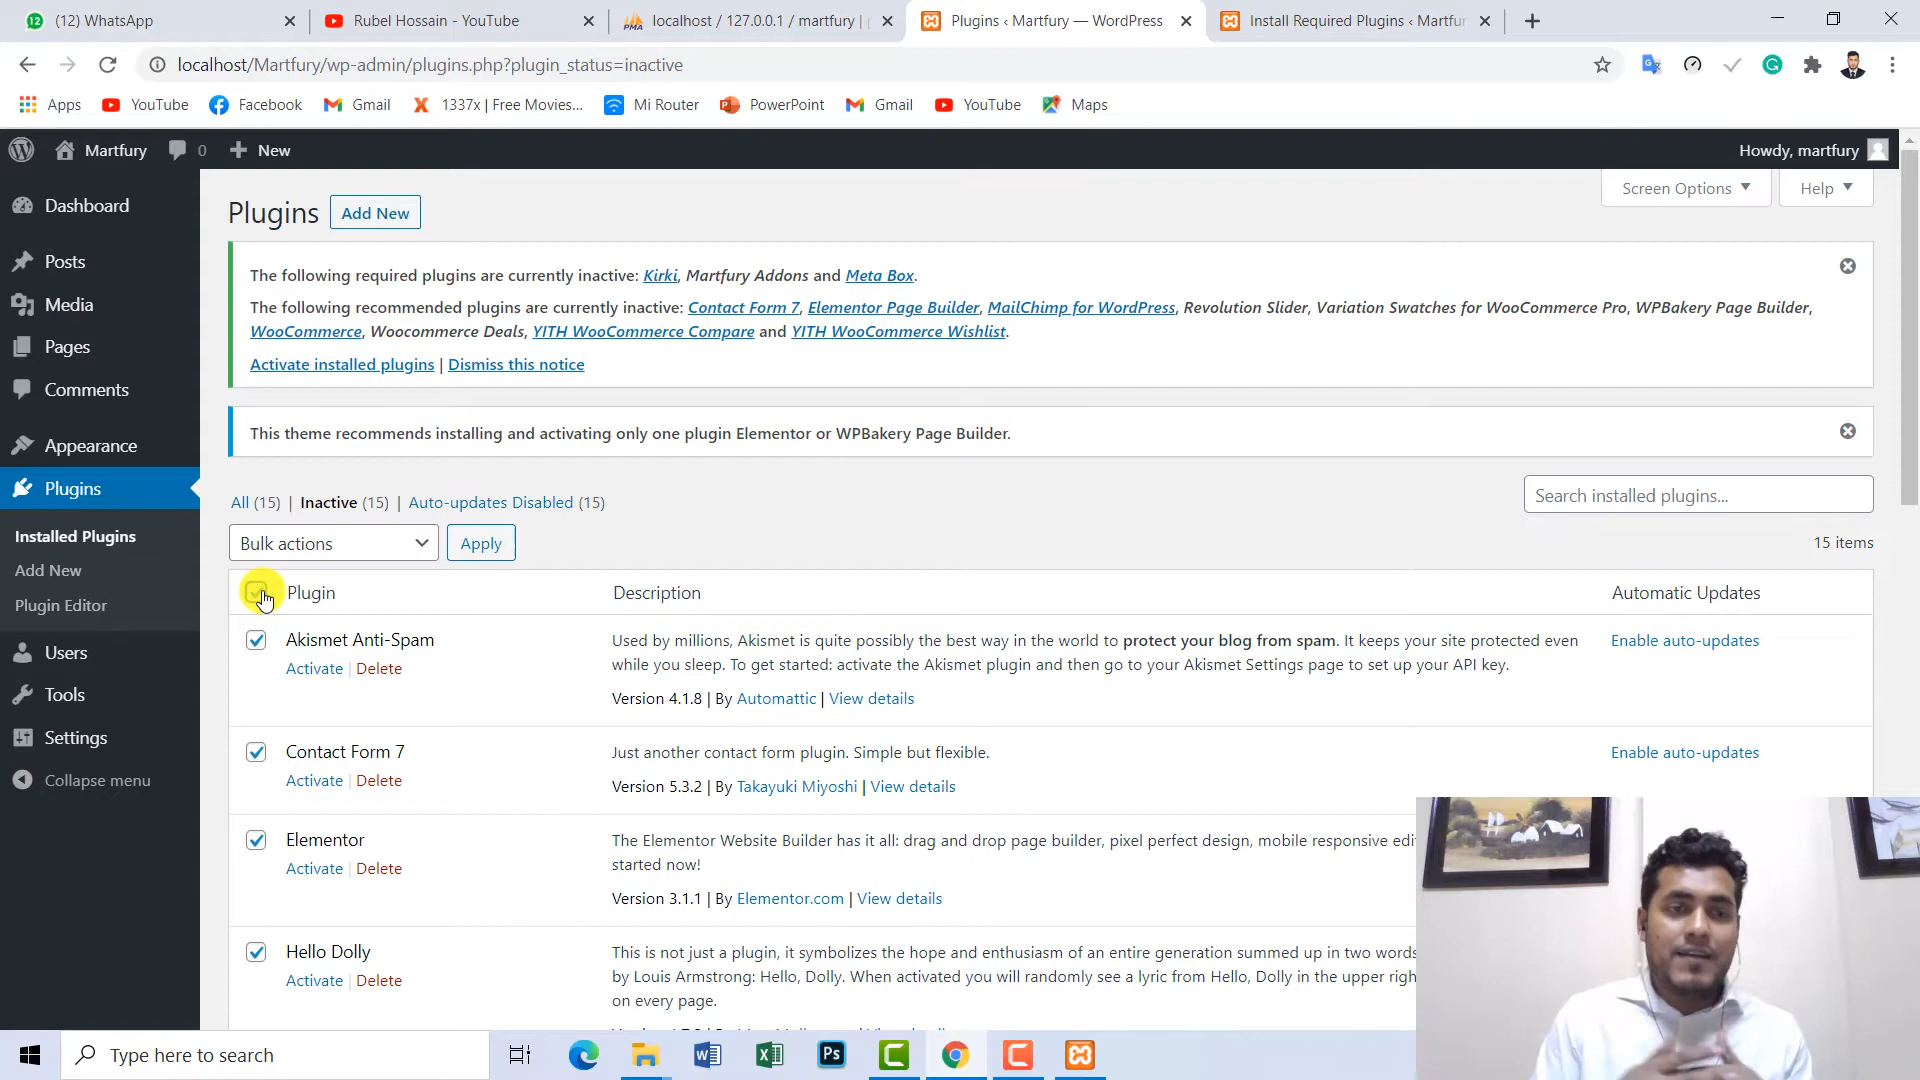 (12) WhatsApp
Rubel Hossain - YouTube
localhost / 127.0.0.1 / martfury |
Plugins ‹ Martfury — WordPress
Install Required Plugins ‹ Martfur
localhost/Martfury/wp-admin/plugins.php?plugin_status=inactive
Apps
YouTube
Facebook
Gmail
1337x | Free Movies...
Mi Router
PowerPoint
Gmail
YouTube
Maps
Martfury
0
New
Howdy, martfury
Dashboard
Posts
Media
Pages
Comments
Appearance
Plugins
Installed Plugins
Add New
Plugin Editor
Users
Tools
Settings
Collapse menu
Screen Options
Help
Plugins
Add New
The following required plugins are currently inactive: Kirki, Martfury Addons and Meta Box.
The following recommended plugins are currently inactive: Contact Form 7, Elementor Page Builder, MailChimp for WordPress, Revolution Slider, Variation Swatches for WooCommerce Pro, WPBakery Page Builder,
WooCommerce, Woocommerce Deals, YITH WooCommerce Compare and YITH WooCommerce Wishlist.
Activate installed plugins | Dismiss this notice
This theme recommends installing and activating only one plugin Elementor or WPBakery Page Builder.
All (15) | Inactive (15) | Auto-updates Disabled (15)
Search installed plugins...
Bulk actions
Apply
15 items
Plugin
Description
Automatic Updates
Akismet Anti-Spam
Activate | Delete
Used by millions, Akismet is quite possibly the best way in the world to protect your blog from spam. It keeps your site protected even
while you sleep. To get started: activate the Akismet plugin and then go to your Akismet Settings page to set up your API key.
Version 4.1.8 | By Automattic | View details
Enable auto-updates
Contact Form 7
Activate | Delete
Just another contact form plugin. Simple but flexible.
Version 5.3.2 | By Takayuki Miyoshi | View details
Enable auto-updates
Elementor
Activate | Delete
The Elementor Website Builder has it all: drag and drop page builder, pixel perfect design, mobile responsive edi
started now!
Version 3.1.1 | By Elementor.com | View details
Hello Dolly
Activate | Delete
This is not just a plugin, it symbolizes the hope and enthusiasm of an entire generation summed up in two words
by Louis Armstrong: Hello, Dolly. When activated you will randomly see a lyric from Hello, Dolly in the upper righ
on every page.
Type here to search